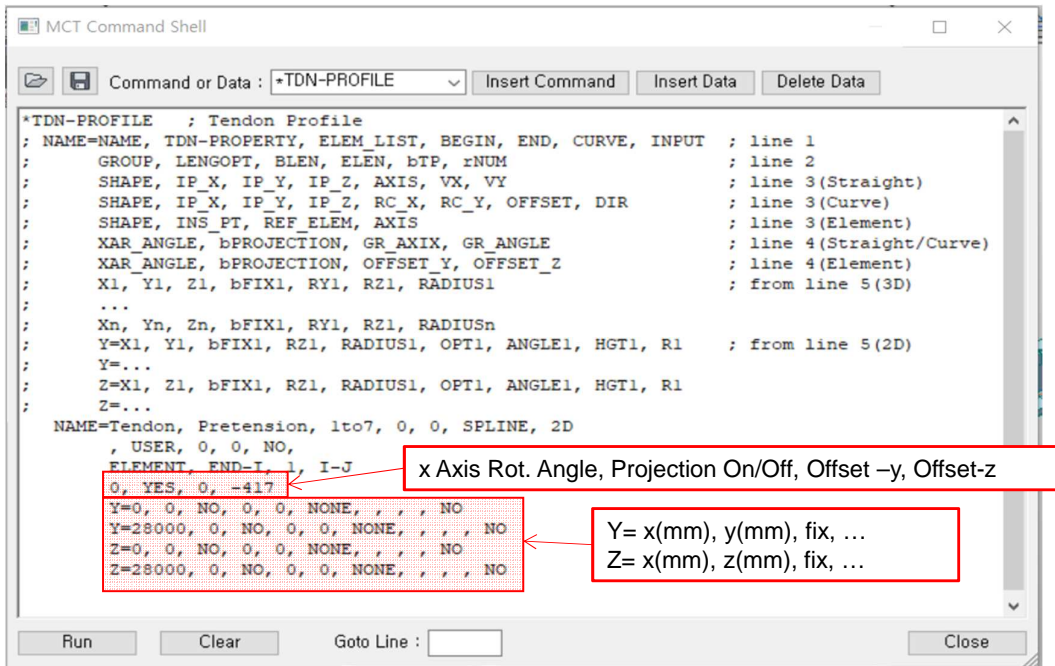 MCT Command Shell
Command or Data : *TDN-PROFILE Insert Command Insert Data Delete Data
*TDN-PROFILE ; Tendon Profile
; NAME=NAME, TDN-PROPERTY, ELEM_LIST, BEGIN, END, CURVE, INPUT ; line 1
; GROUP, LENGOPT, BLEN, ELEN, bTP, rNUM ; line 2
; SHAPE, IP_X, IP_Y, IP_Z, AXIS, VX, VY ; line 3(Straight)
; SHAPE, IP_X, IP_Y, IP_Z, RC_X, RC_Y, OFFSET, DIR ; line 3(Curve)
; SHAPE, INS_PT, REF_ELEM, AXIS ; line 3(Element)
; XAR_ANGLE, bPROJECTION, GR_AXIX, GR_ANGLE ; line 4(Straight/Curve)
; XAR_ANGLE, bPROJECTION, OFFSET_Y, OFFSET_Z ; line 4(Element)
; X1, Y1, Z1, bFIX1, RY1, RZ1, RADIUS1 ; from line 5(3D)
; ...
; Xn, Yn, Zn, bFIX1, RY1, RZ1, RADIUSn
; Y=X1, Y1, bFIX1, RZ1, RADIUS1, OPT1, ANGLE1, HGT1, R1 ; from line 5(2D)
; Y=...
; Z=X1, Z1, bFIX1, RZ1, RADIUS1, OPT1, ANGLE1, HGT1, R1
; Z=...
NAME=Tendon, Pretension, 1to7, 0, 0, SPLINE, 2D
, USER, 0, 0, NO,
ELEMENT, END-I, 1, I-J
0, YES, 0, -417
x Axis Rot. Angle, Projection On/Off, Offset –y, Offset-z
Y=0, 0, NO, 0, 0, NONE, , , , NO
Y=28000, 0, NO, 0, 0, NONE, , , , NO
Z=0, 0, NO, 0, 0, NONE, , , , NO
Z=28000, 0, NO, 0, 0, NONE, , , , NO
Y= x(mm), y(mm), fix, …
Z= x(mm), z(mm), fix, …
Run Clear Goto Line : Close